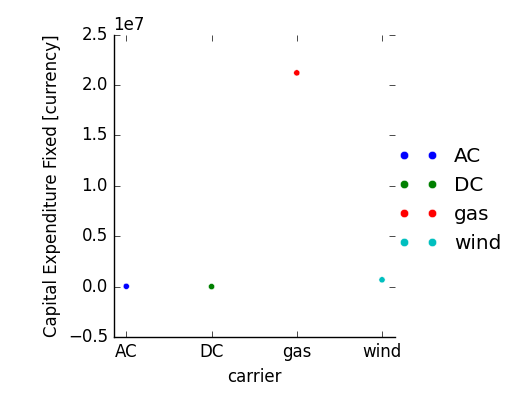 1e7
2.5
2.0
1.5
1.0
0.5
0.0
−0.5
Capital Expenditure Fixed [currency]
AC
DC
gas
wind
carrier
AC
DC
gas
wind